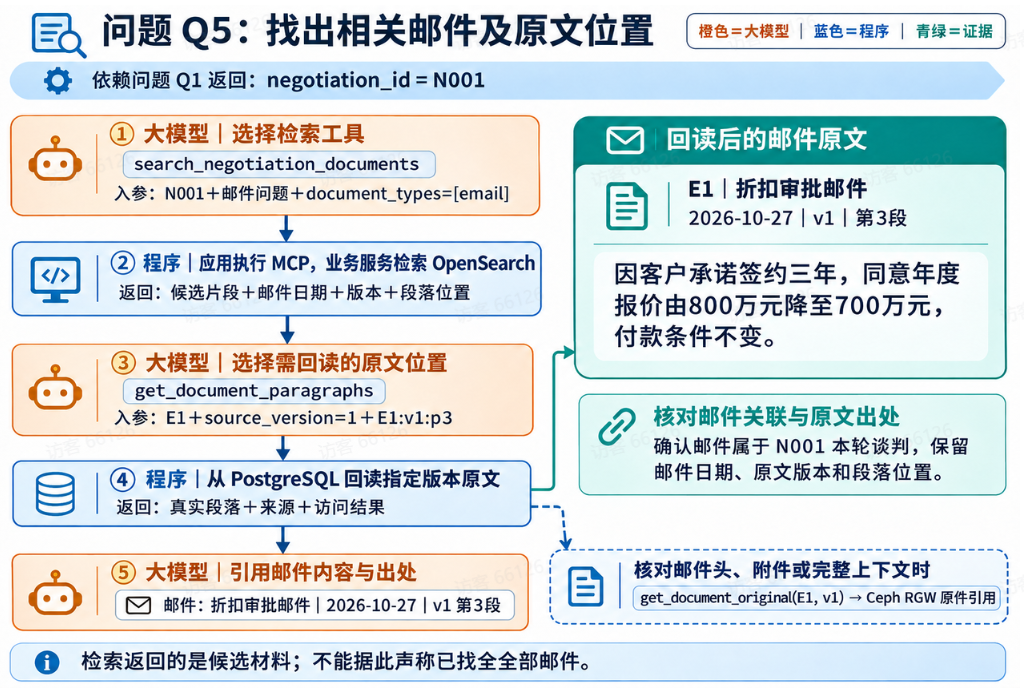 问题 Q5：找出相关邮件及原文位置
橙色＝大模型 | 蓝色＝程序 | 青绿＝证据
依赖问题 Q1 返回：negotiation_id = N001
① 大模型｜选择检索工具
search_negotiation_documents
入参：N001＋邮件问题＋document_types=[email]
② 程序｜应用执行 MCP，业务服务检索 OpenSearch
返回：候选片段＋邮件日期＋版本＋段落位置
③ 大模型｜选择需回读的原文位置
get_document_paragraphs
入参：E1＋source_version=1＋E1:v1:p3
④ 程序｜从 PostgreSQL 回读指定版本原文
返回：真实段落＋来源＋访问结果
⑤ 大模型｜引用邮件内容与出处
邮件：折扣审批邮件｜2026-10-27｜v1 第3段
回读后的邮件原文
E1｜折扣审批邮件
2026-10-27｜v1｜第3段
因客户承诺签约三年，同意年度
报价由800万元降至700万元，
付款条件不变。
核对邮件关联与原文出处
确认邮件属于 N001 本轮谈判，保留
邮件日期、原文版本和段落位置。
核对邮件头、附件或完整上下文时
get_document_original(E1, v1) → Ceph RGW 原件引用
检索返回的是候选材料；不能据此声称已找全全部邮件。